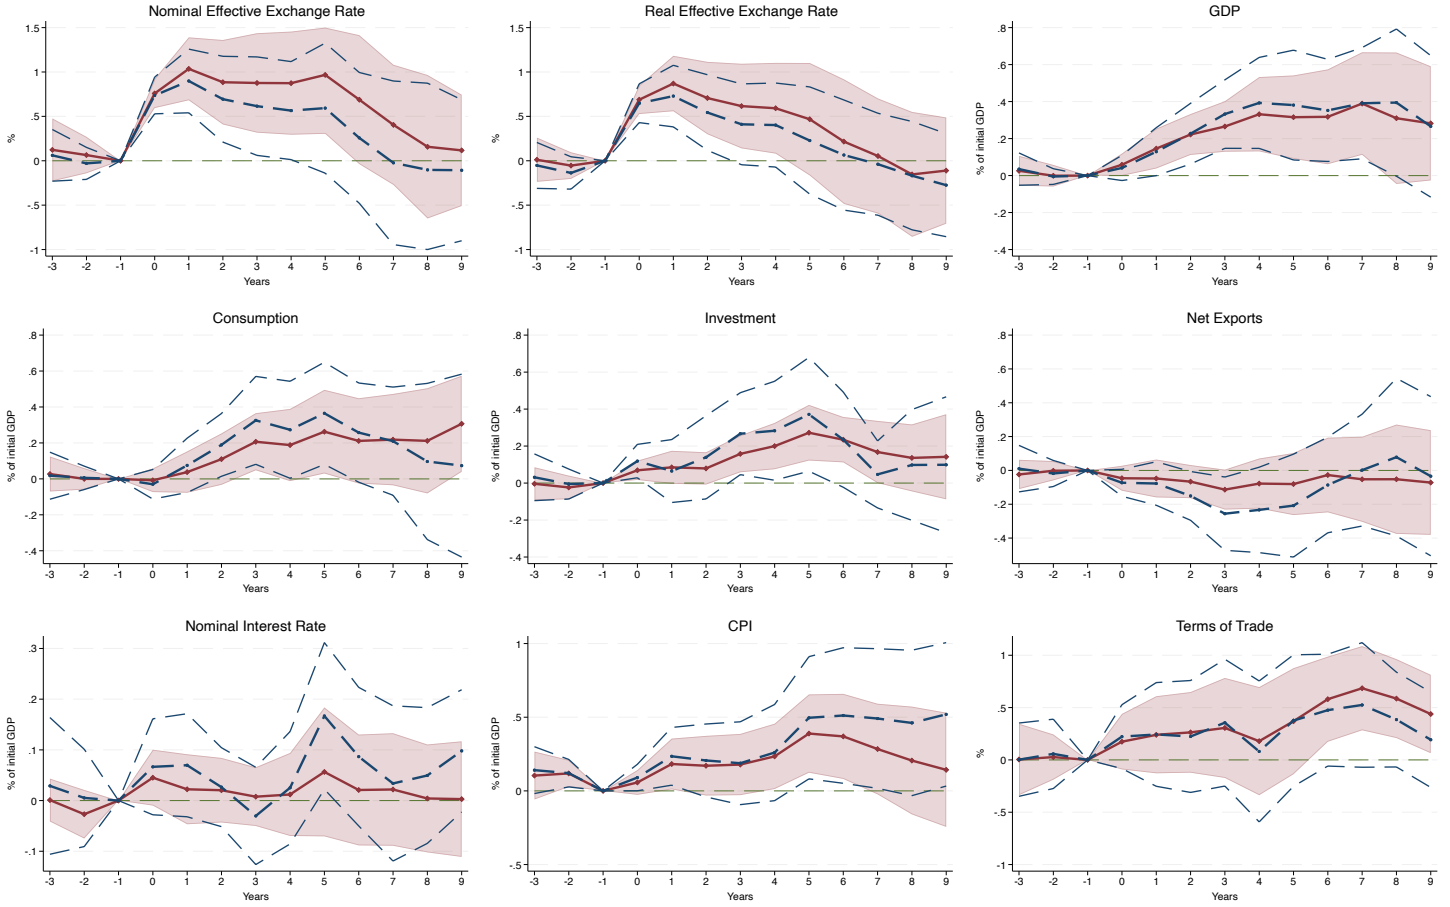 Nominal Effective Exchange Rate
1.5
1
.5
0
-.5
-1
%
-3 -2 -1 0 1 2 3 4 5 6 7 8 9
Years
Real Effective Exchange Rate
1.5
1
.5
0
-.5
-1
%
-3 -2 -1 0 1 2 3 4 5 6 7 8 9
Years
GDP
.8
.6
.4
.2
0
-.2
-.4
% of initial GDP
-3 -2 -1 0 1 2 3 4 5 6 7 8 9
Years
Consumption
.8
.6
.4
.2
0
-.2
-.4
% of initial GDP
-3 -2 -1 0 1 2 3 4 5 6 7 8 9
Years
Investment
.8
.6
.4
.2
0
-.2
-.4
% of initial GDP
-3 -2 -1 0 1 2 3 4 5 6 7 8 9
Years
Net Exports
.8
.6
.4
.2
0
-.2
-.4
% of initial GDP
-3 -2 -1 0 1 2 3 4 5 6 7 8 9
Years
Nominal Interest Rate
.3
.2
.1
0
-.1
% of initial GDP
-3 -2 -1 0 1 2 3 4 5 6 7 8 9
Years
CPI
1
.5
0
-.5
% of initial GDP
-3 -2 -1 0 1 2 3 4 5 6 7 8 9
Years
Terms of Trade
1
.5
0
-.5
-1
%
-3 -2 -1 0 1 2 3 4 5 6 7 8 9
Years